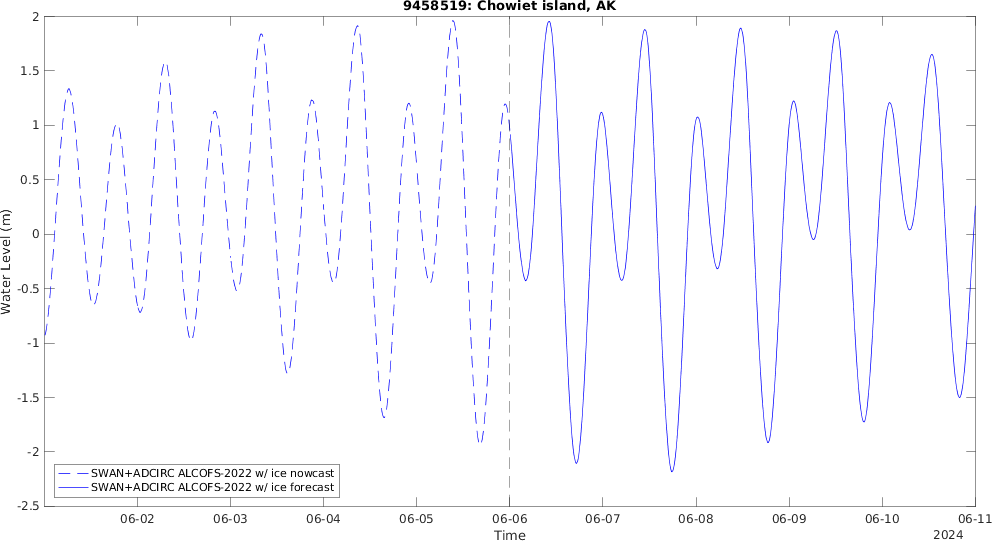 9458519: Chowiet island, AK
2
1.5
1
0.5
0
-0.5
-1
-1.5
-2
-2.5
Water Level (m)
SWAN+ADCIRC ALCOFS-2022 w/ ice nowcast
SWAN+ADCIRC ALCOFS-2022 w/ ice forecast
06-02 06-03 06-04 06-05 06-06 06-07 06-08 06-09 06-10 06-11
Time
2024